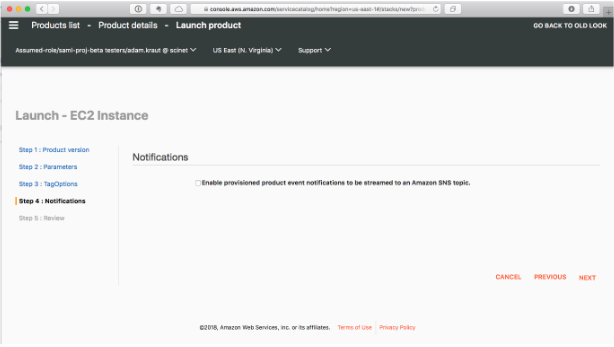 console.aws.amazon.com/servicecatalog/home?region=us-east-1#/stacks/new?prod
Products list - Product details - Launch product
GO BACK TO OLD LOOK
Assumed-role/saml-proj-beta testers/adam.kraut @ scinet
US East (N. Virginia)
Support
Launch - EC2 Instance
Step 1 : Product version
Step 2 : Parameters
Step 3 : TagOptions
Step 4 : Notifications
Step 5 : Review
Notifications
Enable provisioned product event notifications to be streamed to an Amazon SNS topic.
CANCEL PREVIOUS NEXT
©2018, Amazon Web Services, Inc. or its affiliates. Terms of Use Privacy Policy